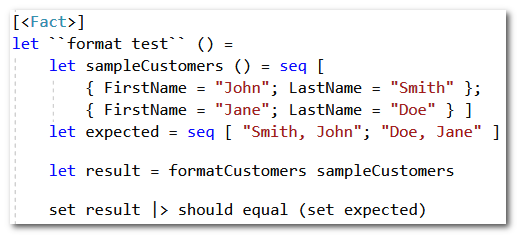 [<Fact>]
let ``format test`` () =
    let sampleCustomers () = seq [
        { FirstName = "John"; LastName = "Smith" };
        { FirstName = "Jane"; LastName = "Doe" } ]
    let expected = seq [ "Smith, John"; "Doe, Jane" ]
    let result = formatCustomers sampleCustomers
    set result |> should equal (set expected)